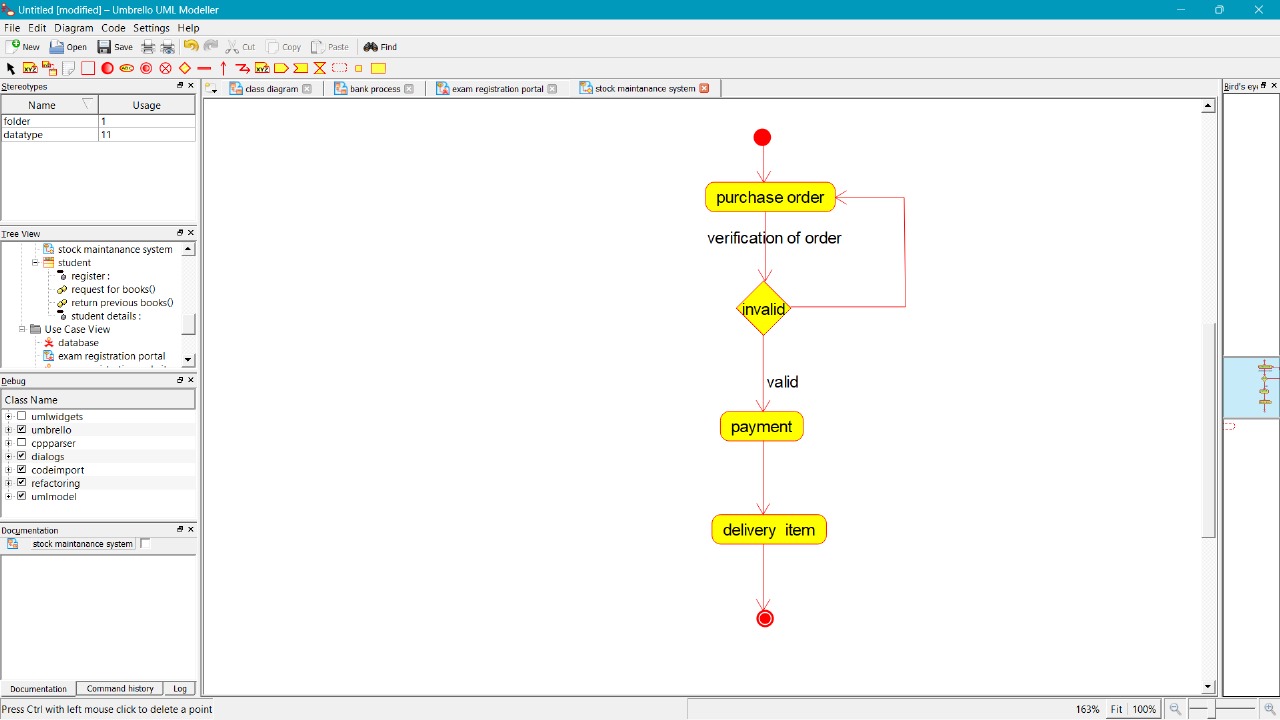 Untitled [modified] – Umbrello UML Modeller
File Edit Diagram Code Settings Help
New Open Save Cut Copy Paste Find
Stereotypes
Name Usage
folder 1
datatype 11
Tree View
stock maintanance system
student
register :
request for books()
return previous books()
student details :
Use Case View
database
exam registration portal
Debug
Class Name
umlwidgets
umbrello
cppparser
dialogs
codeimport
refactoring
umlmodel
Documentation
stock maintanance system
Documentation Command history Log
class diagram bank process exam registration portal stock maintanance system
purchase order
verification of order
invalid
valid
payment
delivery item
Bird's eye
Press Ctrl with left mouse click to delete a point
163% Fit 100%